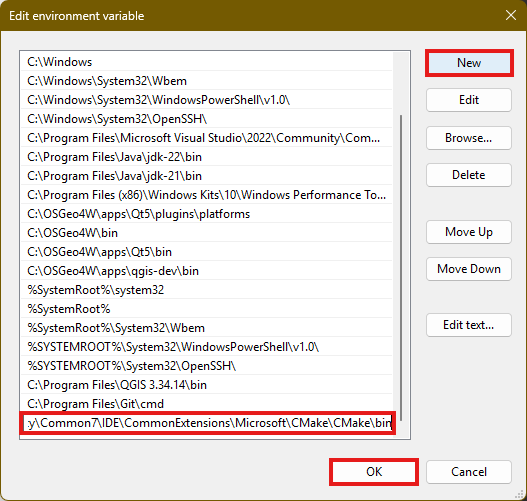 Edit environment variable
C:\Windows
C:\Windows\System32\Wbem
C:\Windows\System32\WindowsPowerShell\v1.0\
C:\Windows\System32\OpenSSH\
C:\Program Files\Microsoft Visual Studio\2022\Community\Com...
C:\Program Files\Java\jdk-22\bin
C:\Program Files\Java\jdk-21\bin
C:\Program Files (x86)\Windows Kits\10\Windows Performance To...
C:\OSGeo4W\apps\Qt5\plugins\platforms
C:\OSGeo4W\bin
C:\OSGeo4W\apps\Qt5\bin
C:\OSGeo4W\apps\qgis-dev\bin
%SystemRoot%\system32
%SystemRoot%
%SystemRoot%\System32\Wbem
%SYSTEMROOT%\System32\WindowsPowerShell\v1.0\
%SYSTEMROOT%\System32\OpenSSH\
C:\Program Files\QGIS 3.34.14\bin
C:\Program Files\Git\cmd
:y\Common7\IDE\CommonExtensions\Microsoft\CMake\CMake\bin
New
Edit
Browse...
Delete
Move Up
Move Down
Edit text...
OK
Cancel